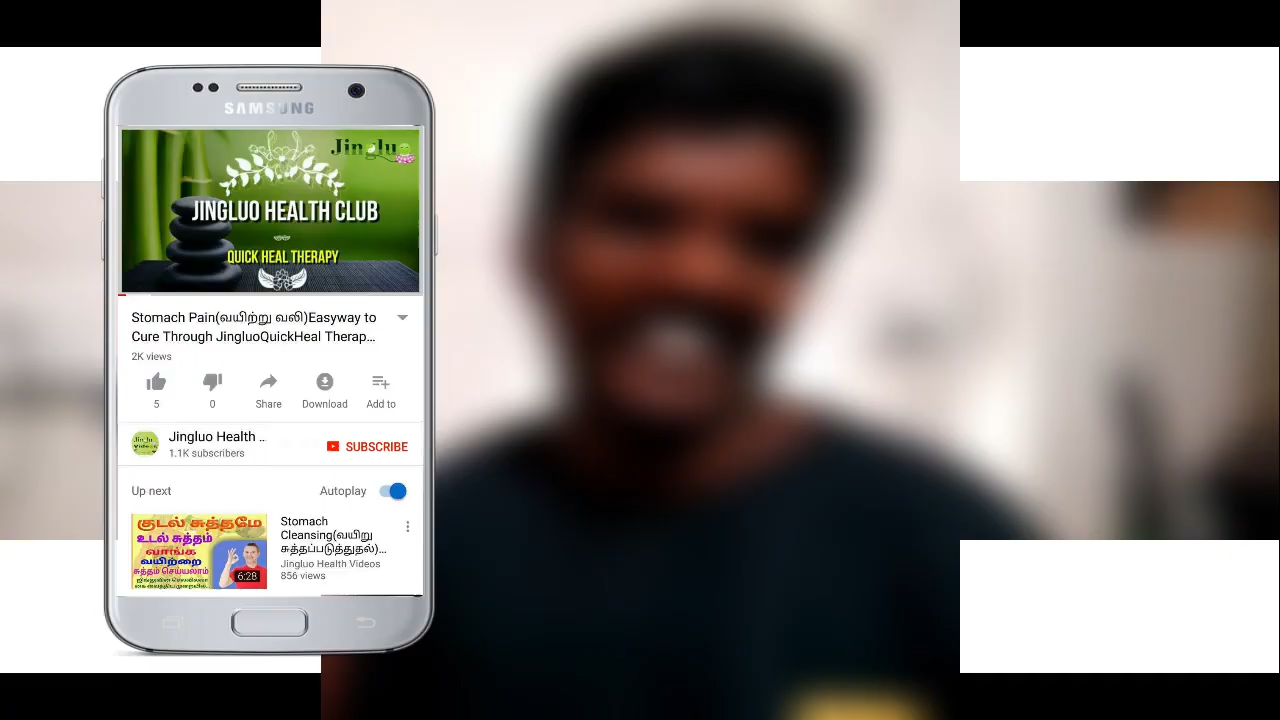 SAMSUNG
Jingluo
JINGLUO HEALTH CLUB
QUICK HEAL THERAPY
Stomach Pain(வயிற்று வலி)Easyway to
Cure Through JingluoQuickHeal Therap...
2K views
5
0
Share
Download
Add to
Jingluo Health ..
1.1K subscribers
SUBSCRIBE
Up next
Autoplay
குடல் சுத்தமே
உடல் சுத்தம்
வாங்க
வயிற்றை
சுத்தம் செய்யலாம்
6:28
Stomach
Cleansing(வயிறு
சுத்தப்படுத்துதல்)...
Jingluo Health Videos
856 views